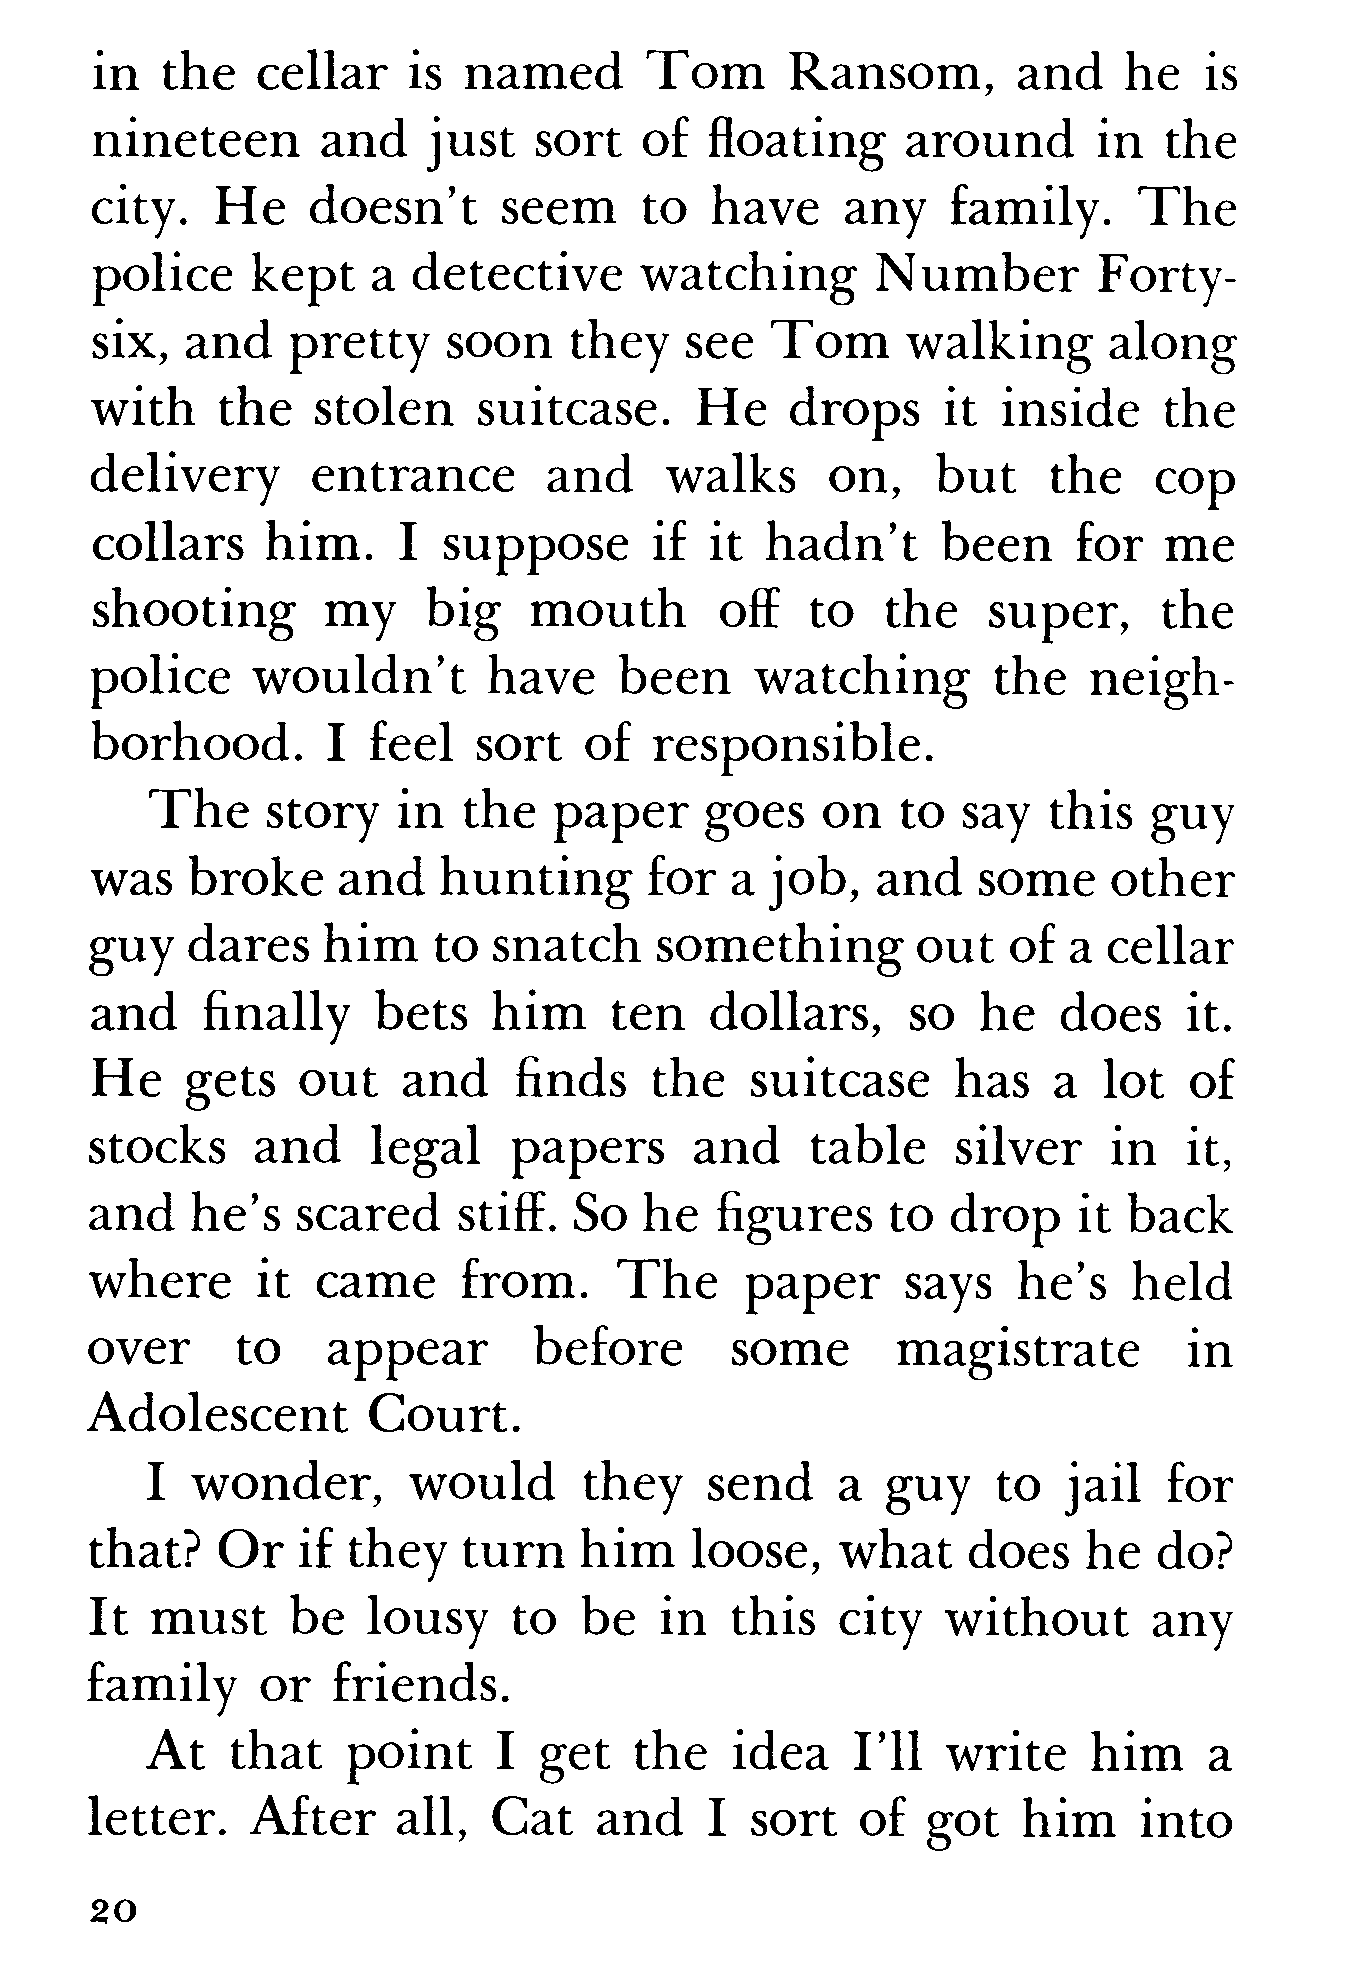 in the cellar is named Tom Ransom, and he is
nineteen and just sort of floating around in the
city. He doesn't seem to have any family. The
police kept a detective watching Number Forty-
six, and pretty soon they see Tom walking along
with the stolen suitcase. He drops it inside the
delivery entrance and walks on, but the cop
collars him. I suppose if it hadn't been for me
shooting my big mouth off to the super, the
police wouldn't have been watching the neigh-
borhood. I feel sort of responsible.
The story in the paper goes on to say this guy
was broke and hunting for a job, and some other
guy dares him to snatch something out of a cellar
and finally bets him ten dollars, so he does it.
He gets out and finds the suitcase has a lot of
stocks and legal papers and table silver in it,
and he's scared stiff. So he figures to drop it back
where it came from. The paper says he's held
over to appear before some magistrate in
Adolescent Court.
I wonder, would they send a guy to jail for
that? Or if they turn him loose, what does he do?
It must be lousy to be in this city without any
family or friends.
At that point I get the idea I'll write him a
letter. After all, Cat and I sort of got him into
20